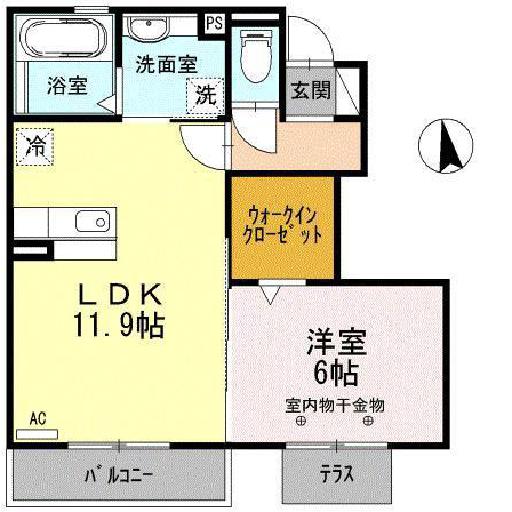 PS
洗面室
浴室
洗
玄関
冷
ウォークイン
クローゼット
LDK
11.9帖
洋室
6帖
室内物干金物
AC
バルコニー
テラス